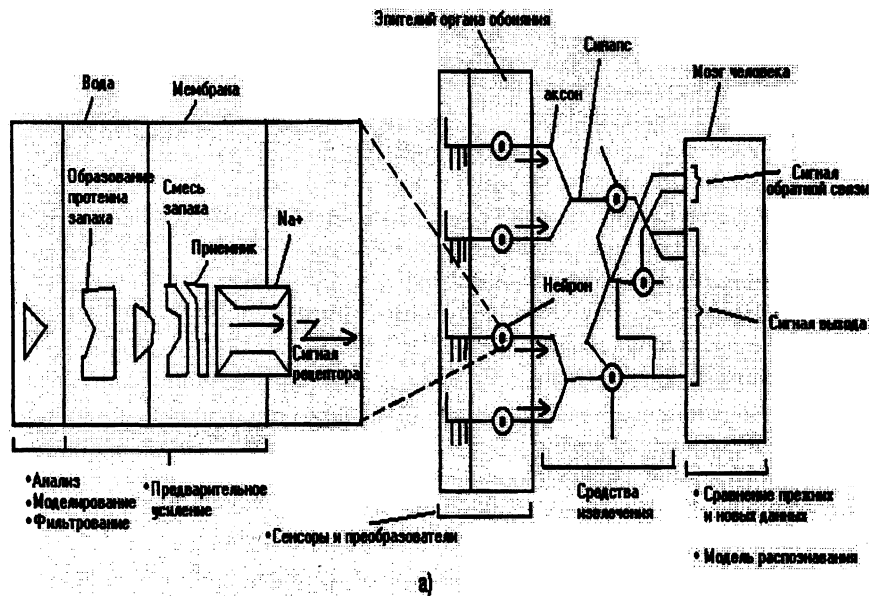 Эпителий органа обоняния
Синапс
Мозг человека
Вода
Мембрана
аксон
Образование
протеина
запаха
Смесь
запаха
Приемник
Na+
Сигнал
обратной связи
Нейрон
Сигнал
рецептора
Сигнал выхода
•Анализ
•Моделирование
•Фильтрование
•Предварительное
усиление
Средства
извлечения
• Сравнение прежних
и новых данных
• Сенсоры и преобразователи
• Модель распознавания
а)